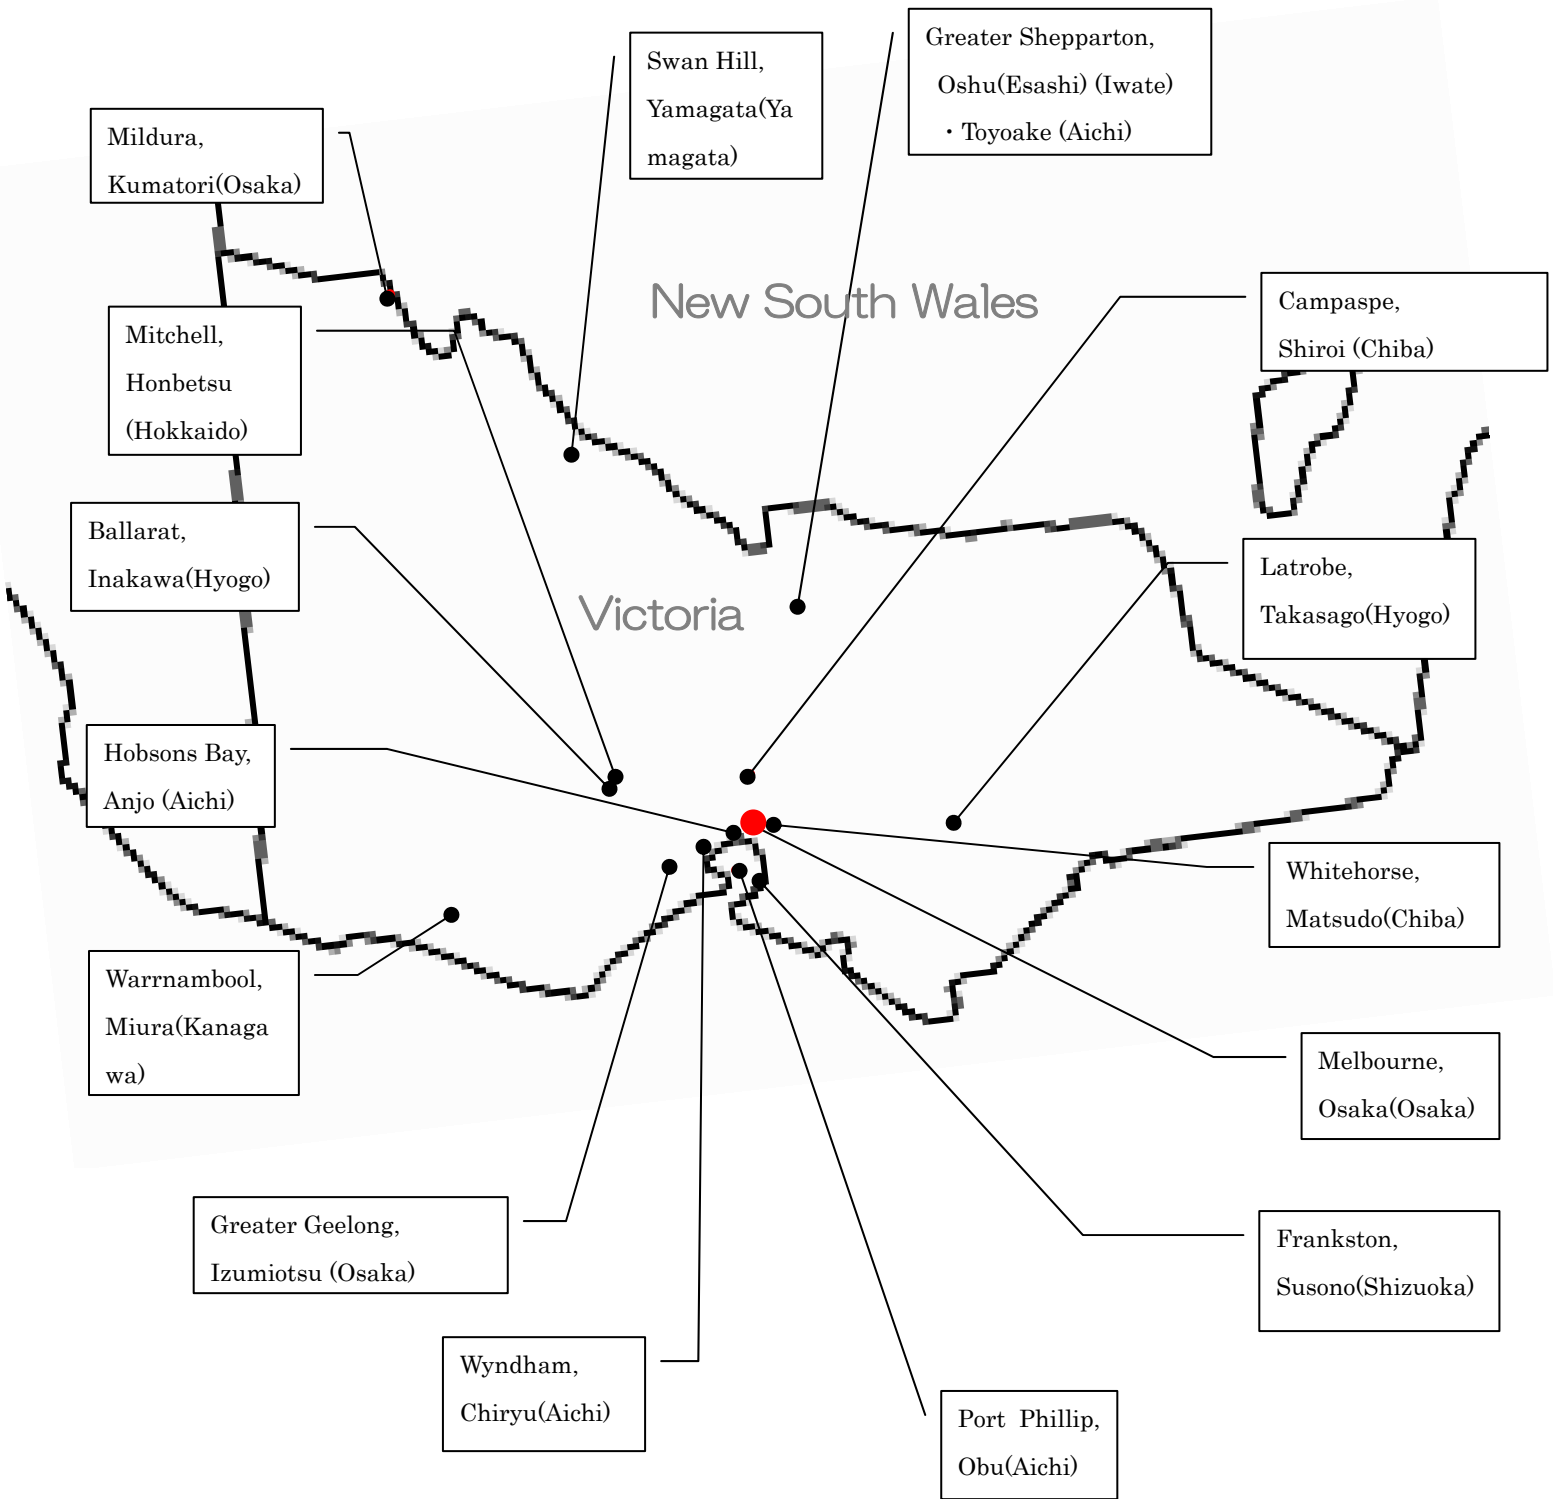 Greater Shepparton,
Oshu(Esashi) (Iwate)
・Toyoake (Aichi)
Swan Hill,
Yamagata(Ya
magata)
Mildura,
Kumatori(Osaka)
New South Wales
Campaspe,
Shiroi (Chiba)
Mitchell,
Honbetsu
(Hokkaido)
Ballarat,
Inakawa(Hyogo)
Latrobe,
Takasago(Hyogo)
Victoria
Hobsons Bay,
Anjo (Aichi)
Whitehorse,
Matsudo(Chiba)
Warrnambool,
Miura(Kanaga
wa)
Melbourne,
Osaka(Osaka)
Greater Geelong,
Izumiotsu (Osaka)
Frankston,
Susono(Shizuoka)
Wyndham,
Chiryu(Aichi)
Port Phillip,
Obu(Aichi)